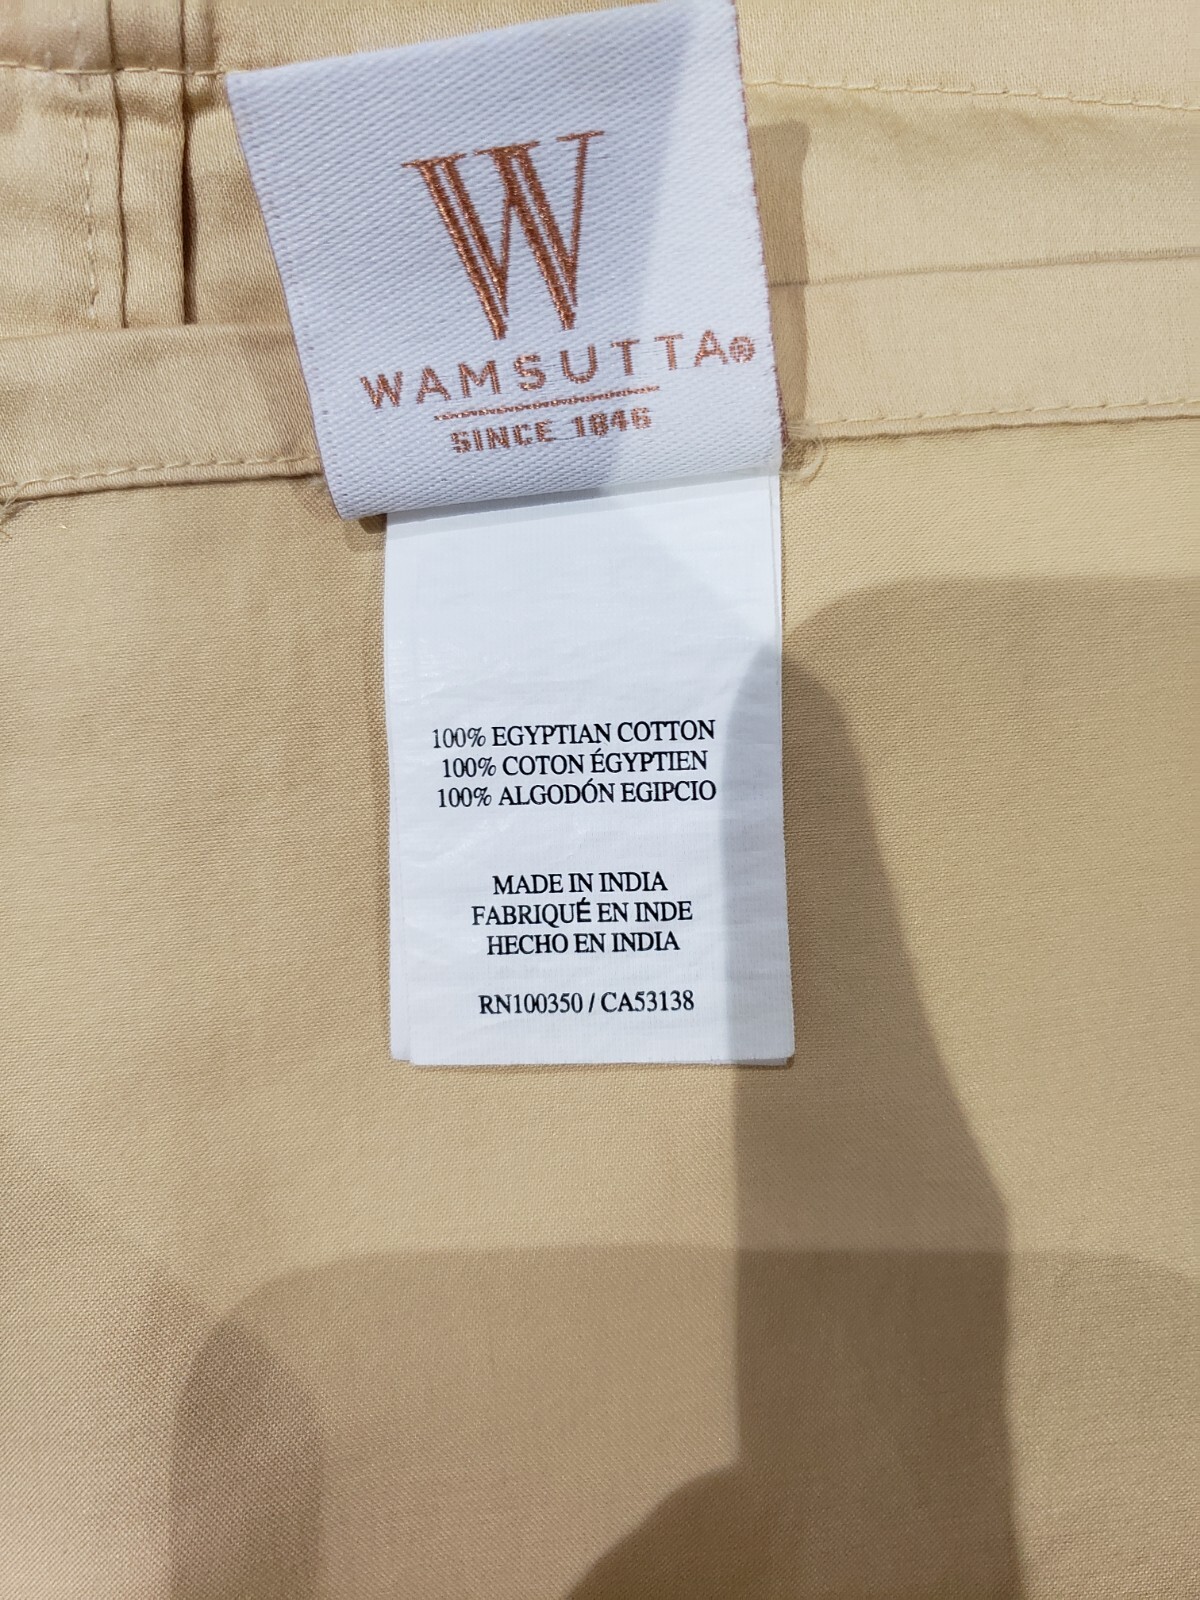 W
WAMSUTTA®
SINCE 1846
100% EGYPTIAN COTTON
100% COTON ÉGYPTIEN
100% ALGODÓN EGIPCIO
MADE IN INDIA
FABRIQUÉ EN INDE
HECHO EN INDIA
RN100350 / CA53138